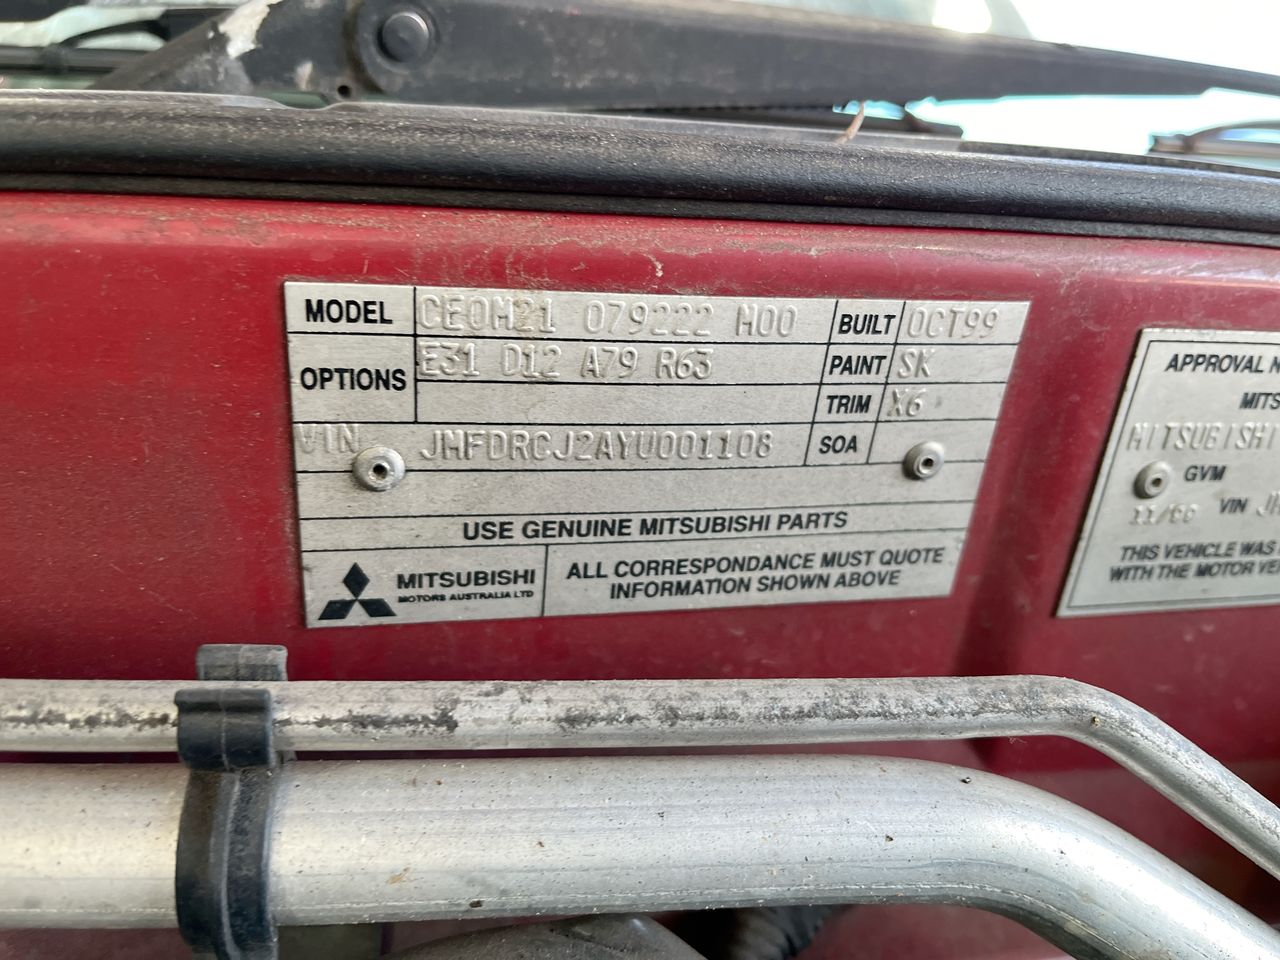 MODEL CE0M21 079222 M00 BUILT OCT99
OPTIONS E31 D12 A79 R63 PAINT SK
TRIM X6
VIN JMFDRCJ2AYU001108 SOA
USE GENUINE MITSUBISHI PARTS
MITSUBISHI
MOTORS AUSTRALIA LTD
ALL CORRESPONDANCE MUST QUOTE
INFORMATION SHOWN ABOVE
APPROVAL N
MITS
MITSUBISHI
GVM
VIN JM
THIS VEHICLE WAS
WITH THE MOTOR VE